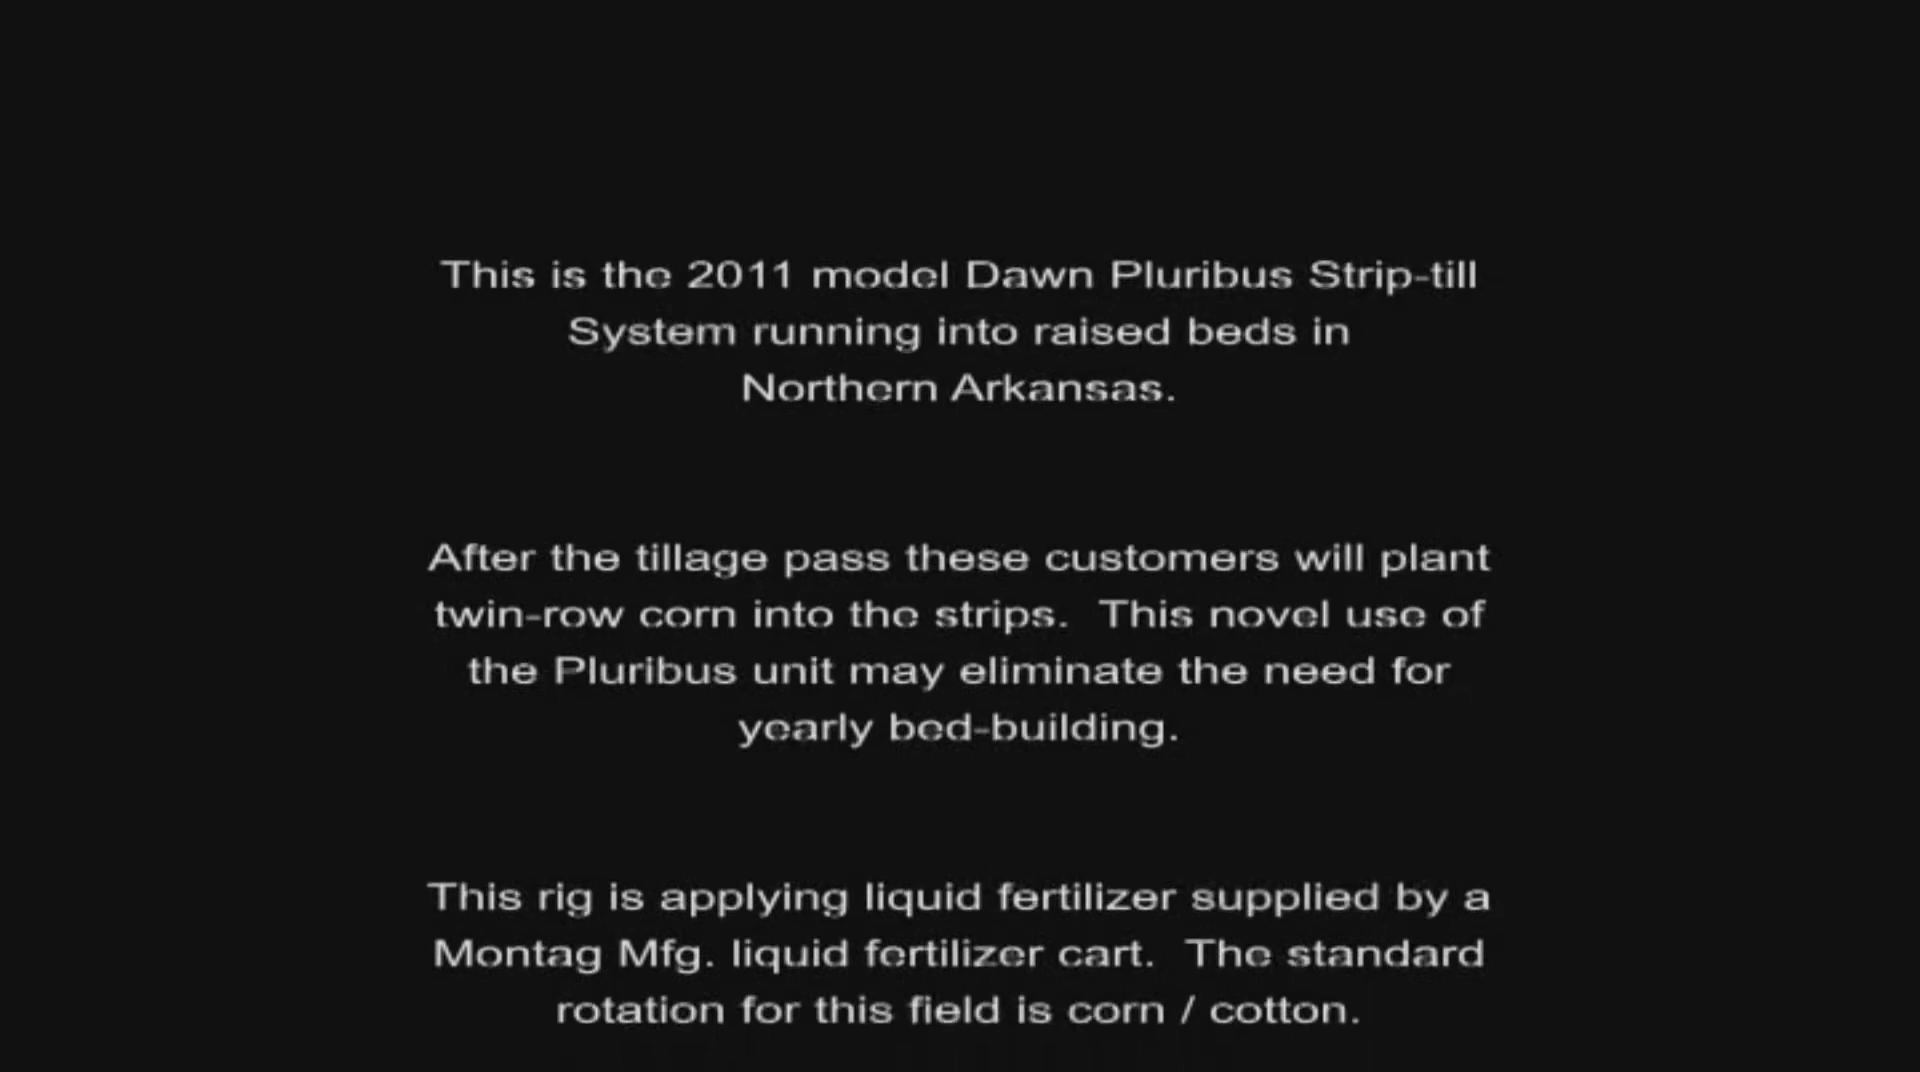 This is the 2011 model Dawn Pluribus Strip-till
System running into raised beds in
Northern Arkansas.
After the tillage pass these customers will plant
twin-row corn into the strips.  This novel use of
the Pluribus unit may eliminate the need for
yearly bed-building.
This rig is applying liquid fertilizer supplied by a
Montag Mfg. liquid fertilizer cart.  The standard
rotation for this field is corn / cotton.